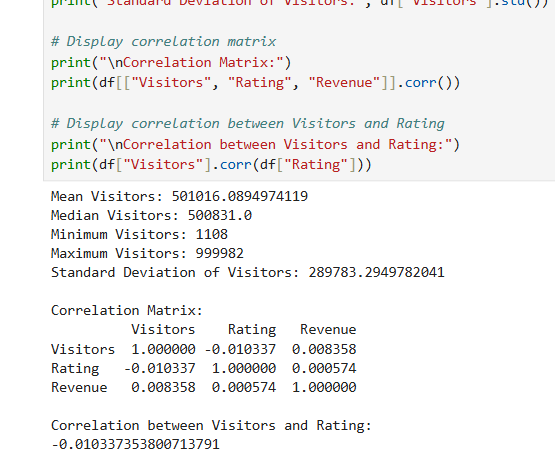 print("Standard Deviation of Visitors:", df["Visitors"].std())
# Display correlation matrix
print("\nCorrelation Matrix:")
print(df[["Visitors", "Rating", "Revenue"]].corr())
# Display correlation between Visitors and Rating
print("\nCorrelation between Visitors and Rating:")
print(df["Visitors"].corr(df["Rating"]))
Mean Visitors: 501016.0894974119
Median Visitors: 500831.0
Minimum Visitors: 1108
Maximum Visitors: 999982
Standard Deviation of Visitors: 289783.2949782041
Correlation Matrix:
Visitors Rating Revenue
Visitors 1.000000 -0.010337 0.008358
Rating -0.010337 1.000000 0.000574
Revenue 0.008358 0.000574 1.000000
Correlation between Visitors and Rating:
-0.010337353800713791